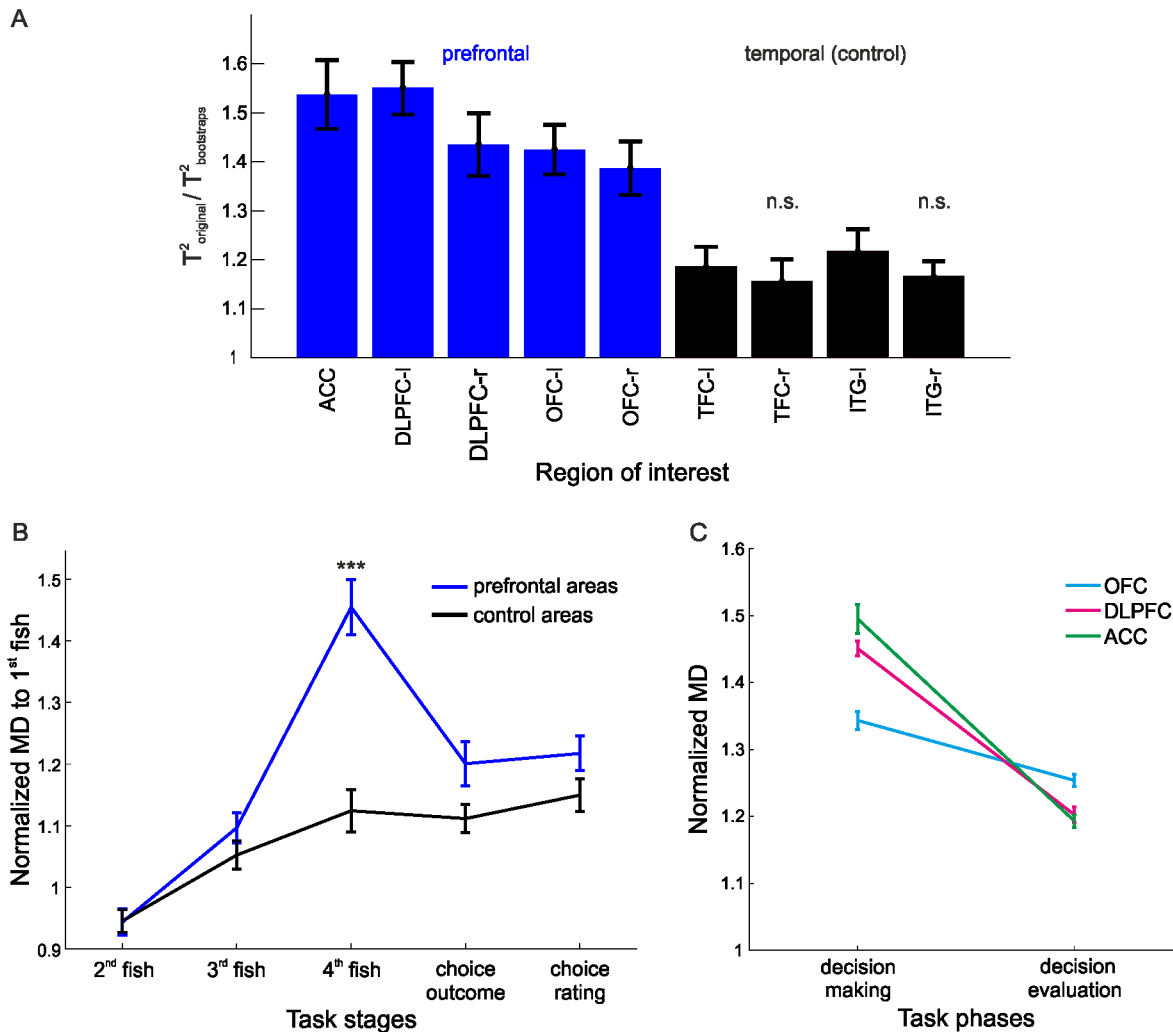 A
prefrontal
temporal (control)
T²original / T²bootstraps
1.6
1.5
1.4
1.3
1.2
1.1
1
n.s.
n.s.
ACC
DLPFC-l
DLPFC-r
OFC-l
OFC-r
TFC-l
TFC-r
ITG-l
ITG-r
Region of interest
B
Normalized MD to 1st fish
1.5
1.4
1.3
1.2
1.1
1
0.9
***
prefrontal areas
control areas
2nd fish
3rd fish
4th fish
choice
outcome
choice
rating
Task stages
C
Normalized MD
1.6
1.5
1.4
1.3
1.2
1.1
1
OFC
DLPFC
ACC
decision
making
decision
evaluation
Task phases